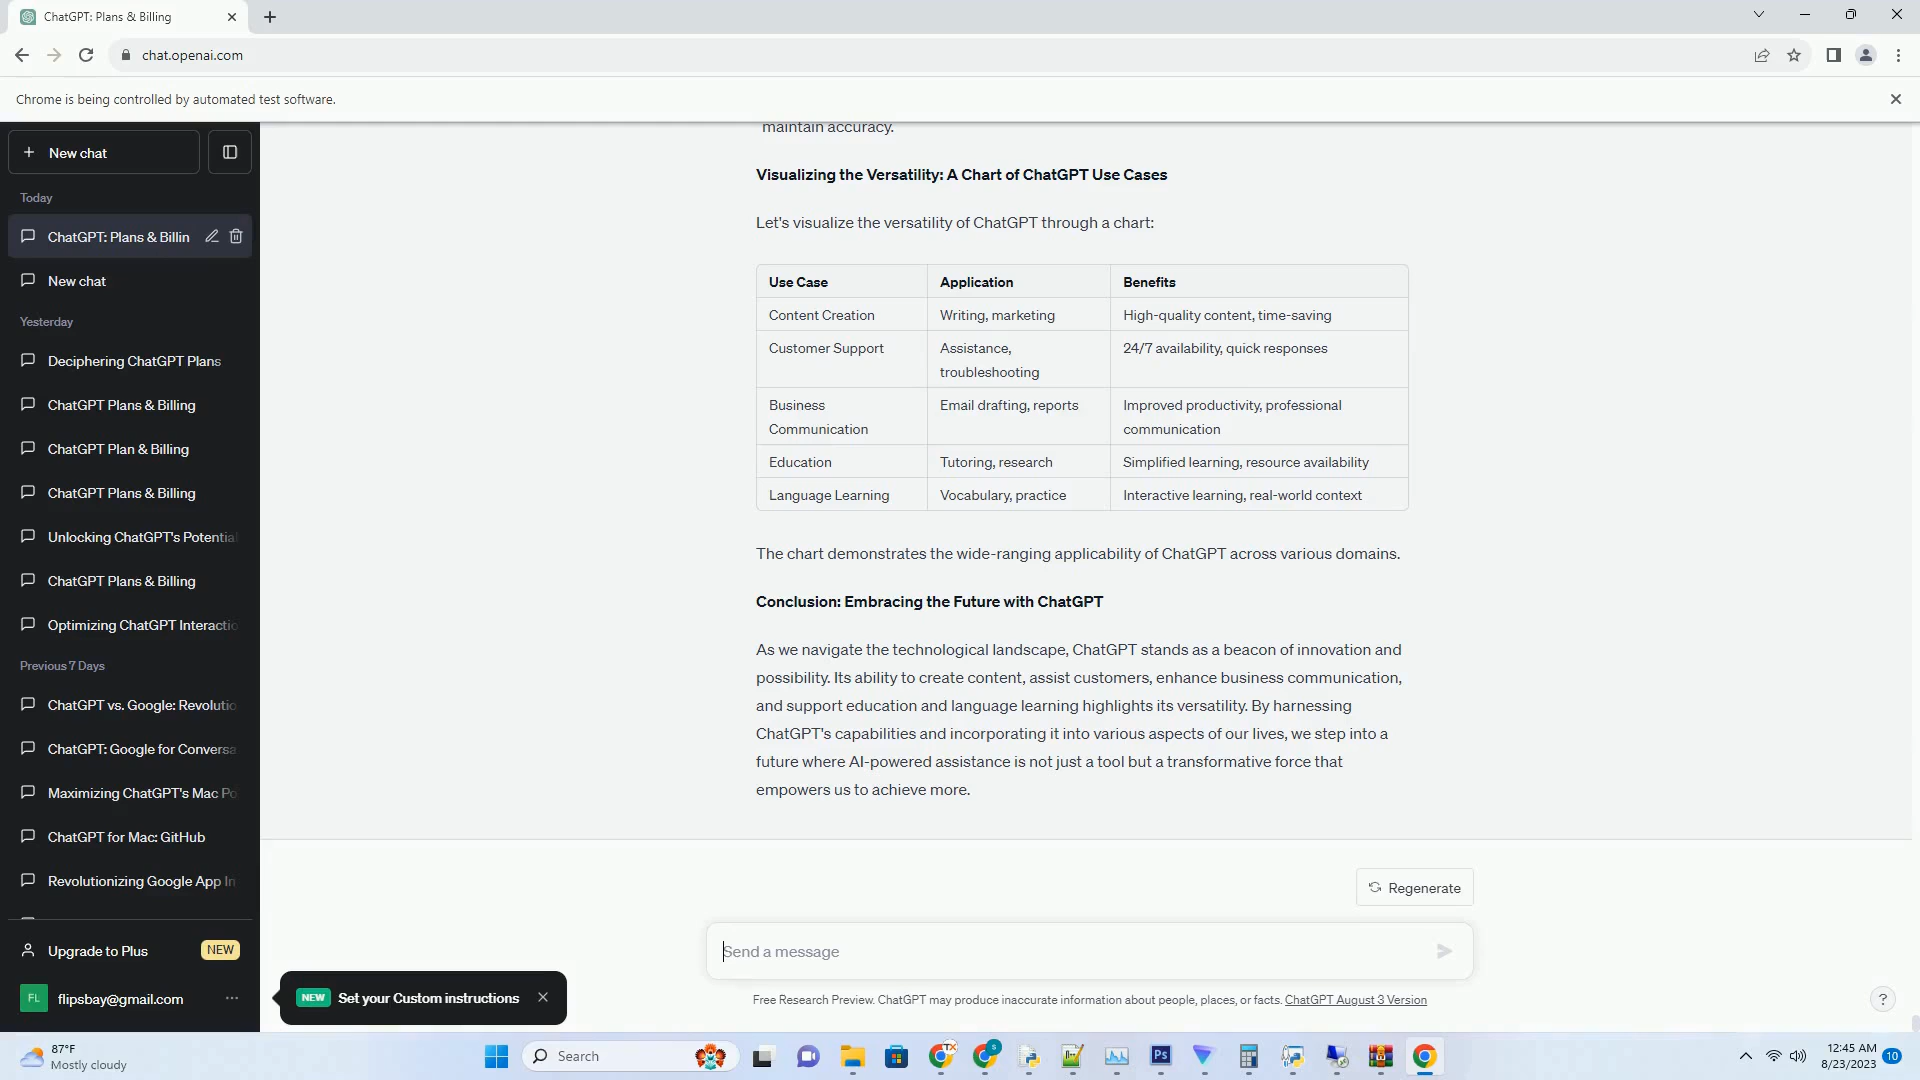 ChatGPT: Plans & Billing
chat.openai.com
Chrome is being controlled by automated test software.
New chat
Today
ChatGPT: Plans & Billin
New chat
Yesterday
Deciphering ChatGPT Plans
ChatGPT Plans & Billing
ChatGPT Plan & Billing
ChatGPT Plans & Billing
Unlocking ChatGPT's Potential
ChatGPT Plans & Billing
Optimizing ChatGPT Interactio
Previous 7 Days
ChatGPT vs. Google: Revolutio
ChatGPT: Google for Conversa
Maximizing ChatGPT's Mac Po
ChatGPT for Mac: GitHub
Revolutionizing Google App In
Upgrade to Plus NEW
FL flipsbay@gmail.com
NEW Set your Custom instructions
maintain accuracy.
Visualizing the Versatility: A Chart of ChatGPT Use Cases
Let's visualize the versatility of ChatGPT through a chart:
Use Case Application Benefits
Content Creation Writing, marketing High-quality content, time-saving
Customer Support Assistance, 24/7 availability, quick responses
troubleshooting
Business Email drafting, reports Improved productivity, professional
Communication communication
Education Tutoring, research Simplified learning, resource availability
Language Learning Vocabulary, practice Interactive learning, real-world context
The chart demonstrates the wide-ranging applicability of ChatGPT across various domains.
Conclusion: Embracing the Future with ChatGPT
As we navigate the technological landscape, ChatGPT stands as a beacon of innovation and
possibility. Its ability to create content, assist customers, enhance business communication,
and support education and language learning highlights its versatility. By harnessing
ChatGPT's capabilities and incorporating it into various aspects of our lives, we step into a
future where AI-powered assistance is not just a tool but a transformative force that
empowers us to achieve more.
Regenerate
Send a message
Free Research Preview. ChatGPT may produce inaccurate information about people, places, or facts. ChatGPT August 3 Version
?
87°F
Mostly cloudy
Search
TX
S
Ps
12:45 AM
8/23/2023
10